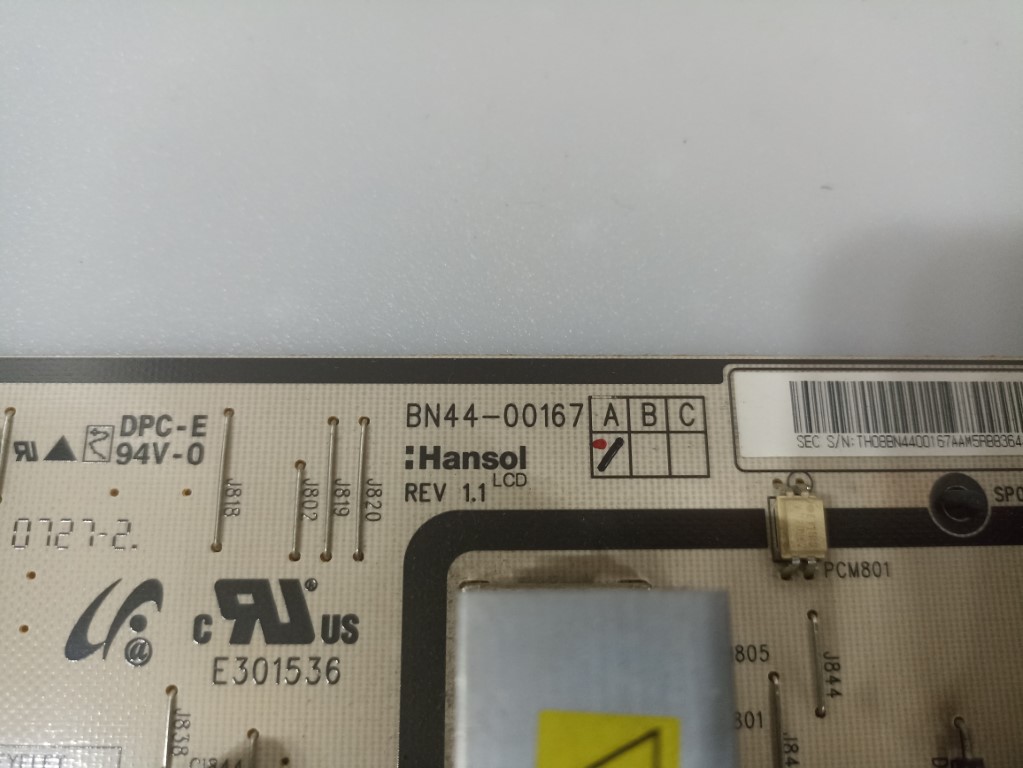 BN44-00167 A B C
:Hansol
LCD
REV 1.1
DPC-E
94V-0
0727-2.
J818
J802
J819
J820
c RU ® US
E301536
@
PCM801
J844
J838